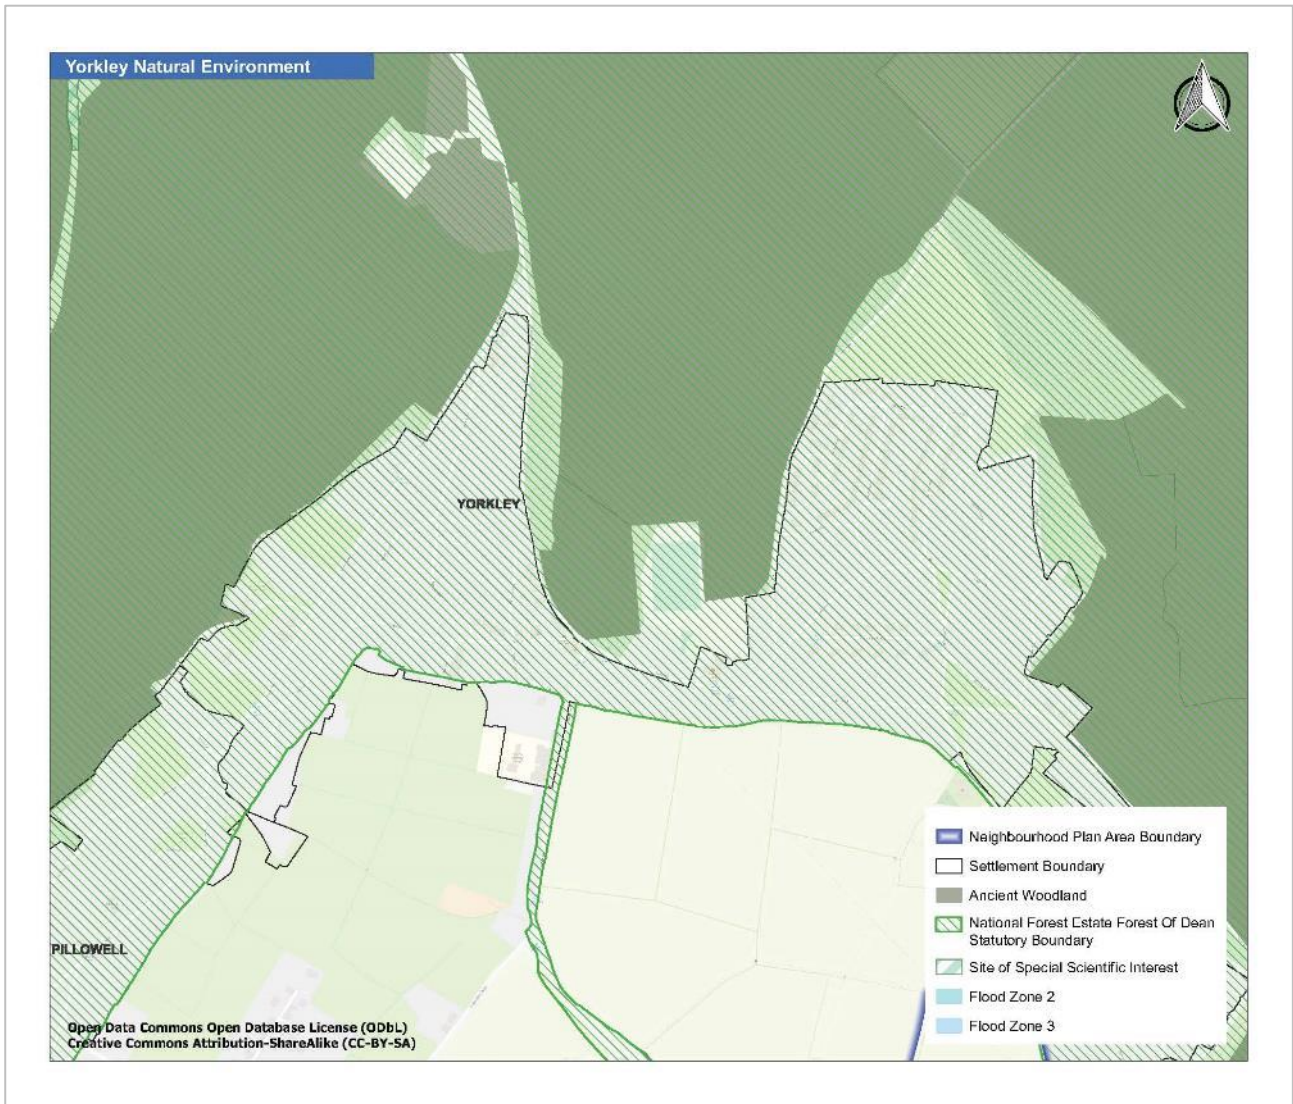 Yorkley Natural Environment
YORKLEY
PILLOWELL
Neighbourhood Plan Area Boundary
Settlement Boundary
Ancient Woodland
National Forest Estate Forest Of Dean
Statutory Boundary
Site of Special Scientific Interest
Flood Zone 2
Flood Zone 3
Open Data Commons Open Database License (ODbL)
Creative Commons Attribution-ShareAlike (CC-BY-SA)